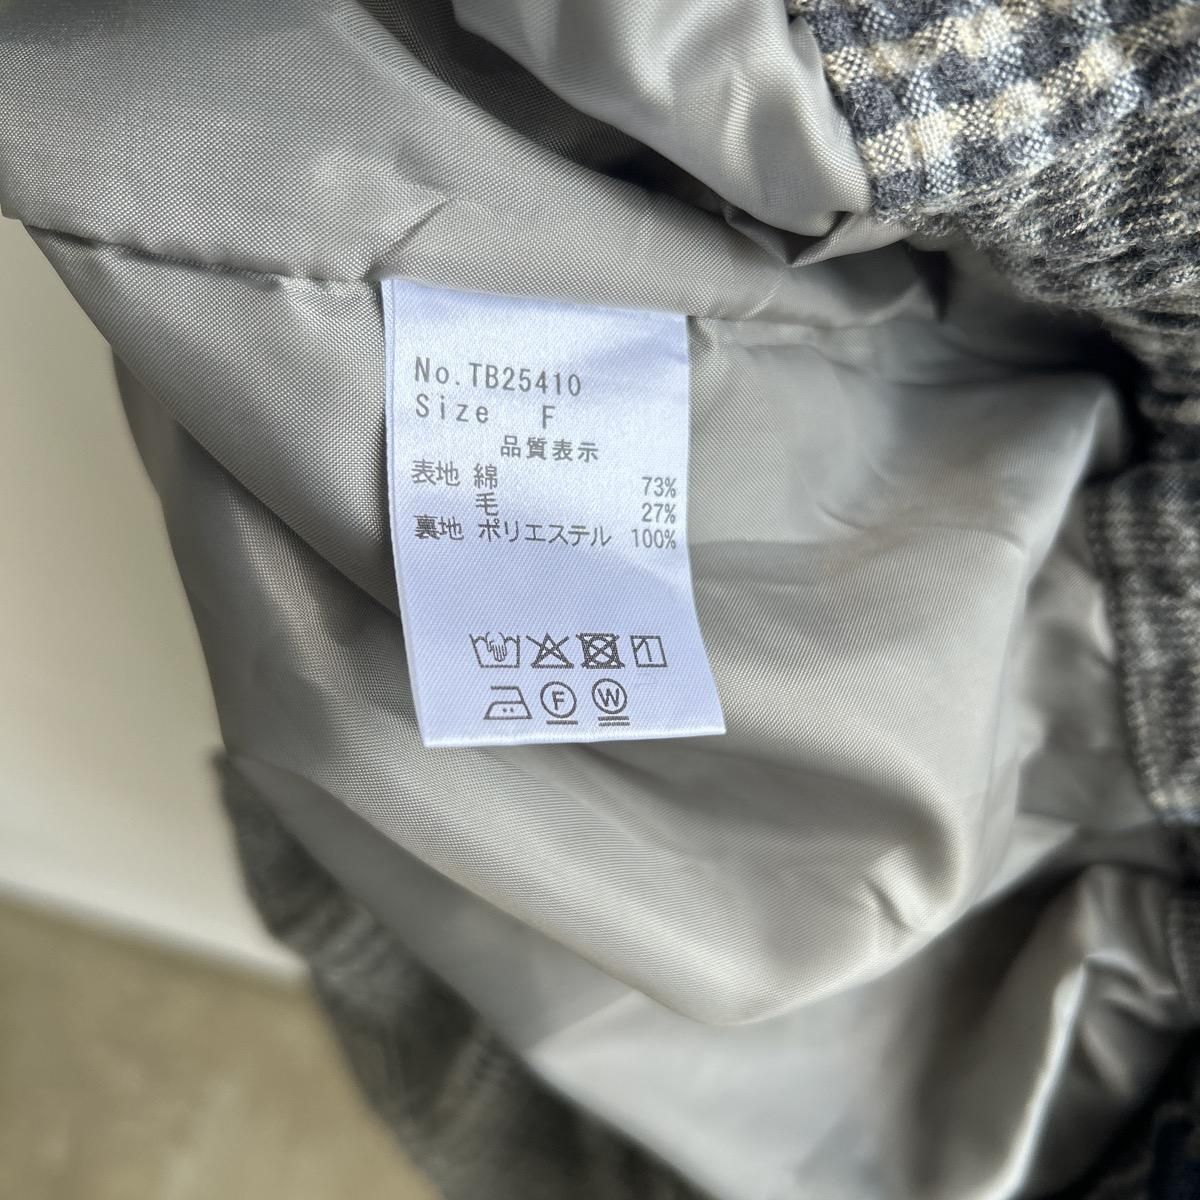 No.TB25410
Size F
品質表示
表地 綿 73%
毛 27%
裏地 ポリエステル 100%
F W